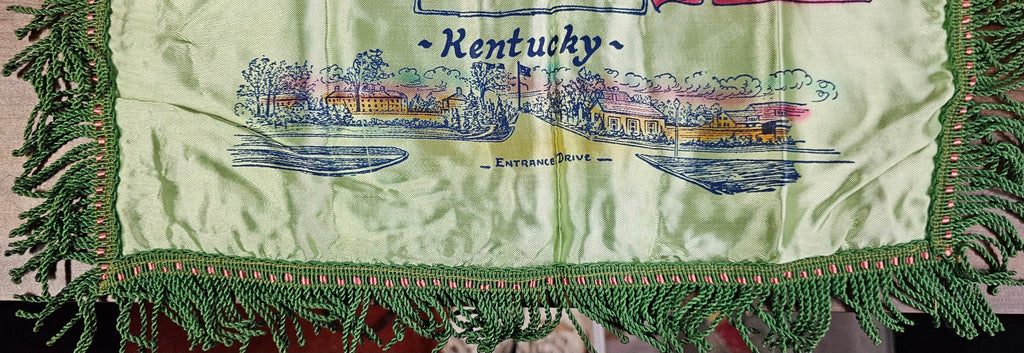 ~ Kentucky ~
— ENTRANCE DRIVE —